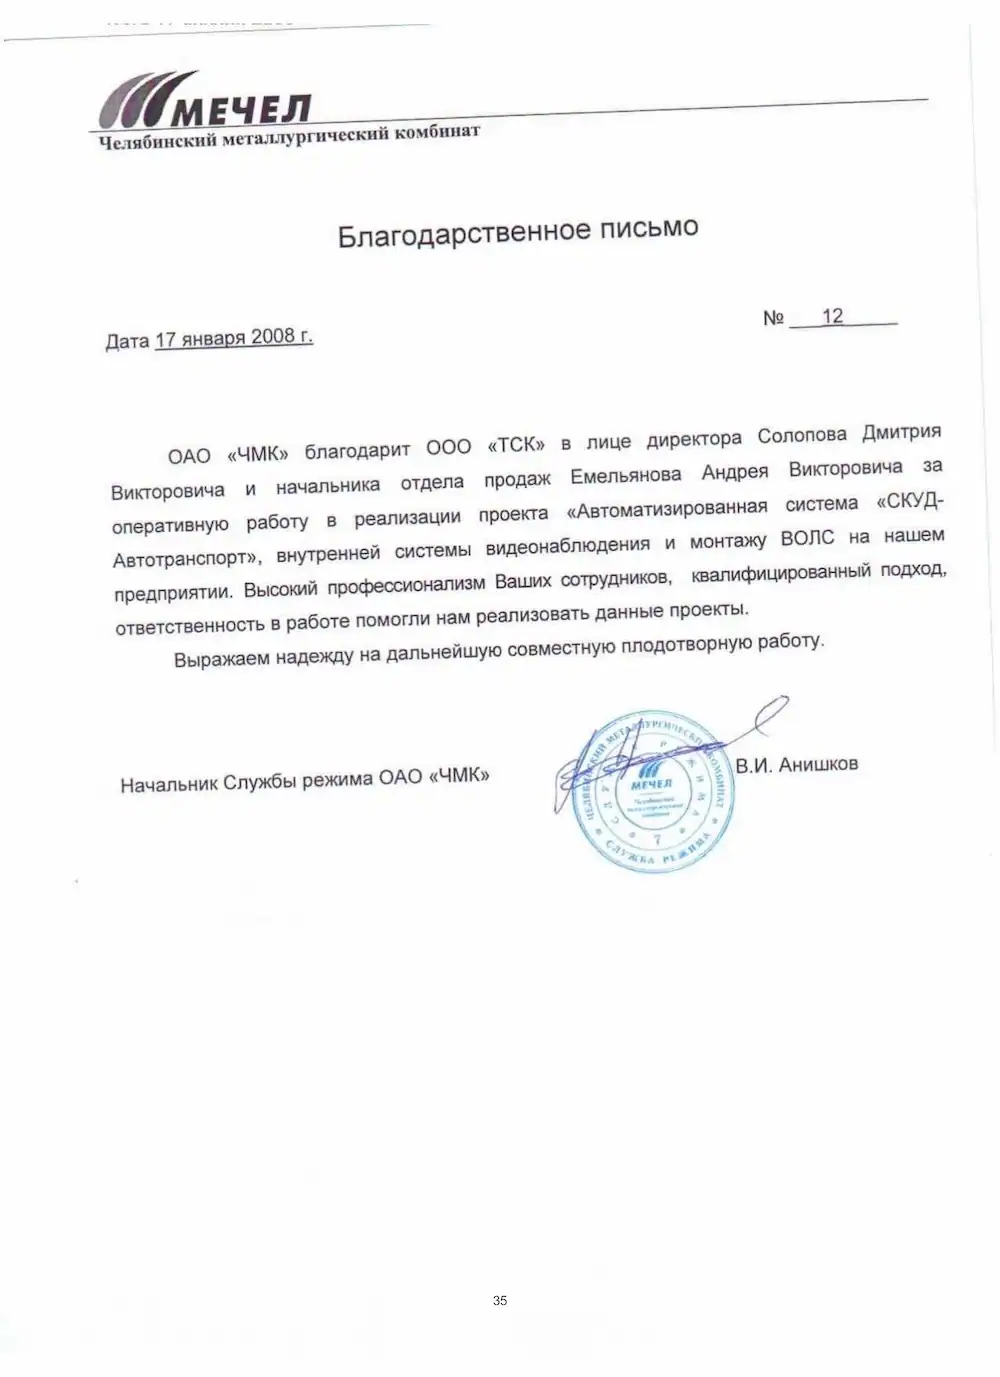 МЕЧЕЛ
Челябинский металлургический комбинат
Благодарственное письмо
Дата 17 января 2008 г.
№ 12
ОАО «ЧМК» благодарит ООО «ТСК» в лице директора Солопова Дмитрия
Викторовича и начальника отдела продаж Емельянова Андрея Викторовича за
оперативную работу в реализации проекта «Автоматизированная система «СКУД-
Автотранспорт», внутренней системы видеонаблюдения и монтажу ВОЛС на нашем
предприятии. Высокий профессионализм Ваших сотрудников, квалифицированный подход,
ответственность в работе помогли нам реализовать данные проекты.
Выражаем надежду на дальнейшую совместную плодотворную работу.
Начальник Службы режима ОАО «ЧМК»
В.И. Анишков
ЧЕЛЯБИНСКИЙ МЕТАЛЛУРГИЧЕСКИЙ КОМБИНАТ
СЛУЖБА РЕЖИМА
МЕЧЕЛ
Челябинский
металлургический
комбинат
7
35